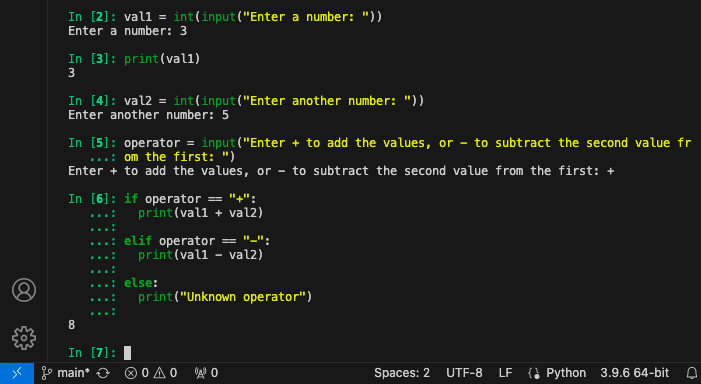 In [2]: val1 = int(input("Enter a number: "))
Enter a number: 3
In [3]: print(val1)
3
In [4]: val2 = int(input("Enter another number: "))
Enter another number: 5
In [5]: operator = input("Enter + to add the values, or - to subtract the second value fr
...: om the first: ")
Enter + to add the values, or - to subtract the second value from the first: +
In [6]: if operator == "+":
...:   print(val1 + val2)
...:
...: elif operator == "-":
...:   print(val1 - val2)
...:
...: else:
...:   print("Unknown operator")
...:
8
In [7]:
main* 0 0 0 Spaces: 2 UTF-8 LF Python 3.9.6 64-bit